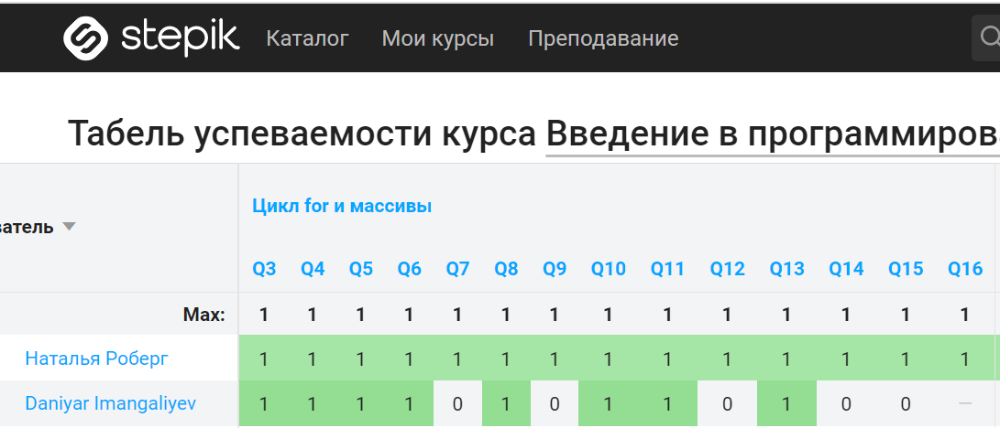 stepik Каталог Мои курсы Преподавание
Табель успеваемости курса Введение в программиров
ватель
Цикл for и массивы
Q3 Q4 Q5 Q6 Q7 Q8 Q9 Q10 Q11 Q12 Q13 Q14 Q15 Q16
Max: 1 1 1 1 1 1 1 1 1 1 1 1 1 1
Наталья Роберг 1 1 1 1 1 1 1 1 1 1 1 1 1 1
Daniyar Imangaliyev 1 1 1 1 0 1 0 1 1 0 1 0 0 —